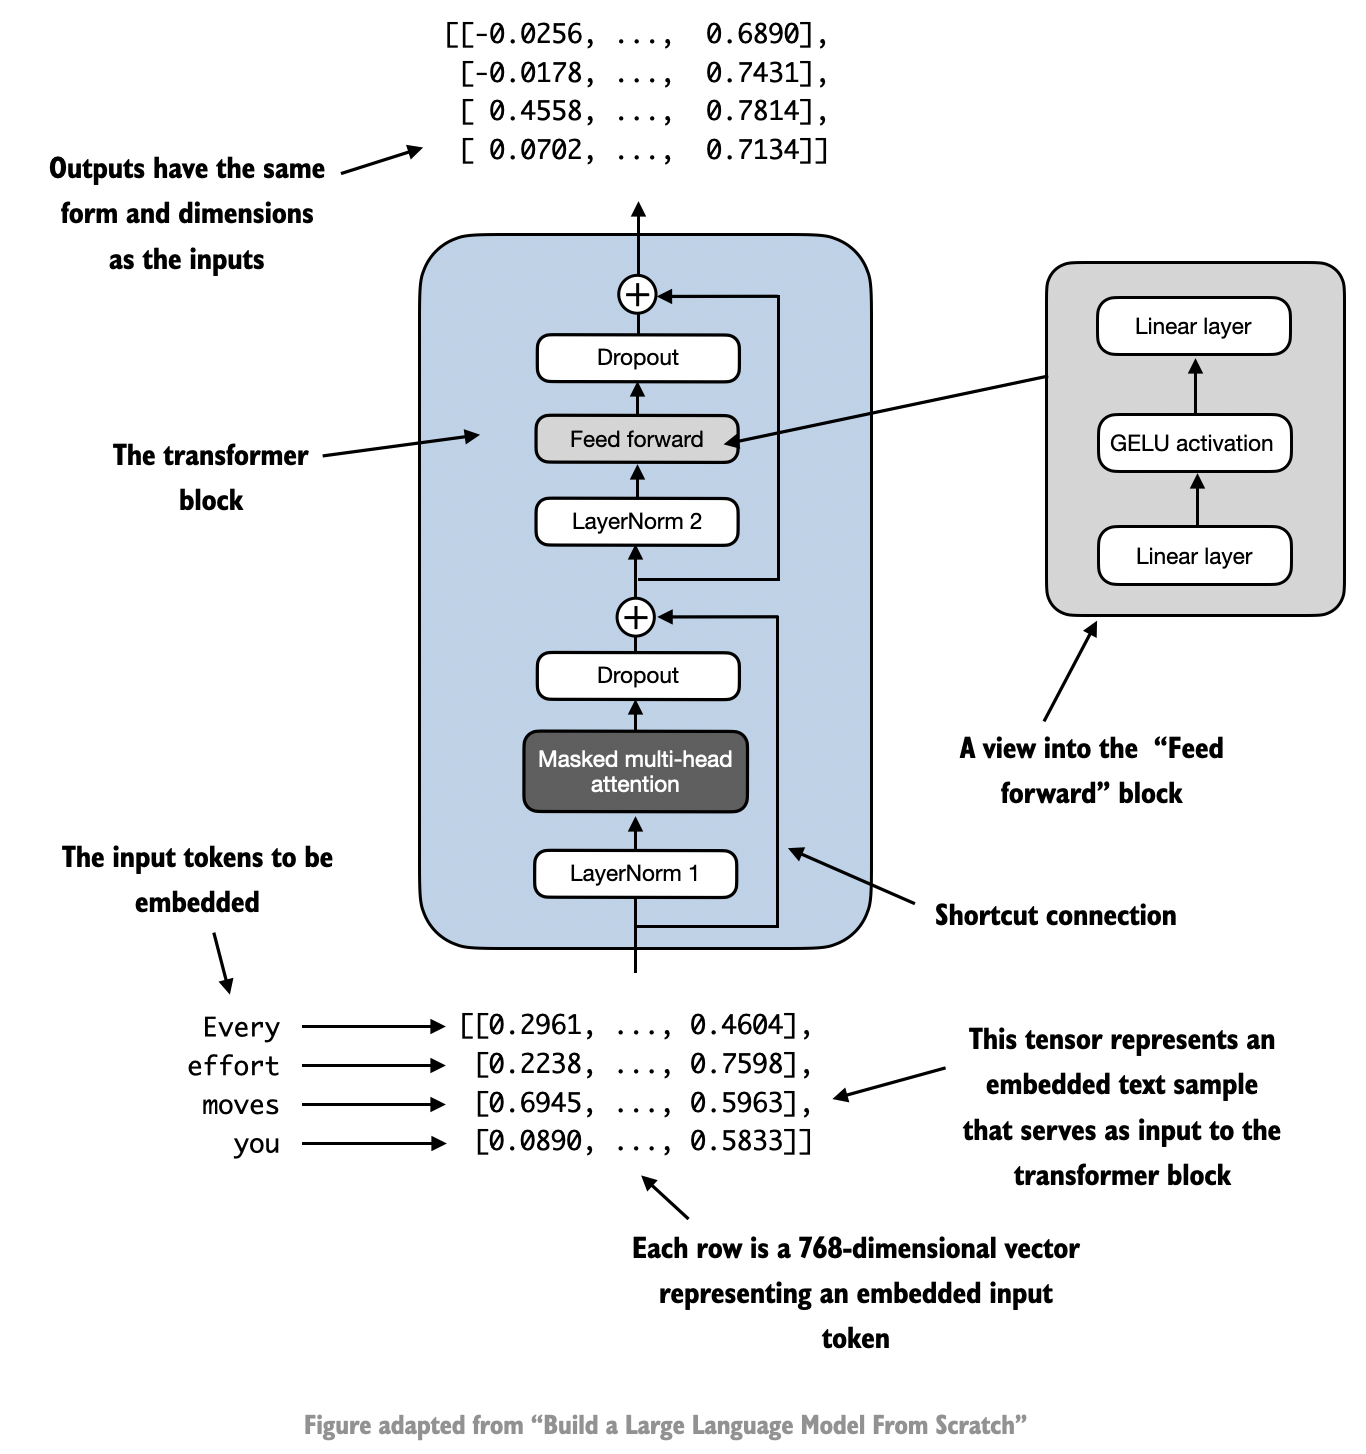 [[-0.0256, ..., 0.6890],
[-0.0178, ..., 0.7431],
[ 0.4558, ..., 0.7814],
[ 0.0702, ..., 0.7134]]
Outputs have the same
form and dimensions
as the inputs
Dropout
Feed forward
LayerNorm 2
Dropout
Masked multi-head
attention
LayerNorm 1
The transformer
block
Linear layer
GELU activation
Linear layer
A view into the “Feed
forward” block
Shortcut connection
The input tokens to be
embedded
Every
effort
moves
you
[[0.2961, ..., 0.4604],
[0.2238, ..., 0.7598],
[0.6945, ..., 0.5963],
[0.0890, ..., 0.5833]]
This tensor represents an
embedded text sample
that serves as input to the
transformer block
Each row is a 768-dimensional vector
representing an embedded input
token
Figure adapted from “Build a Large Language Model From Scratch”